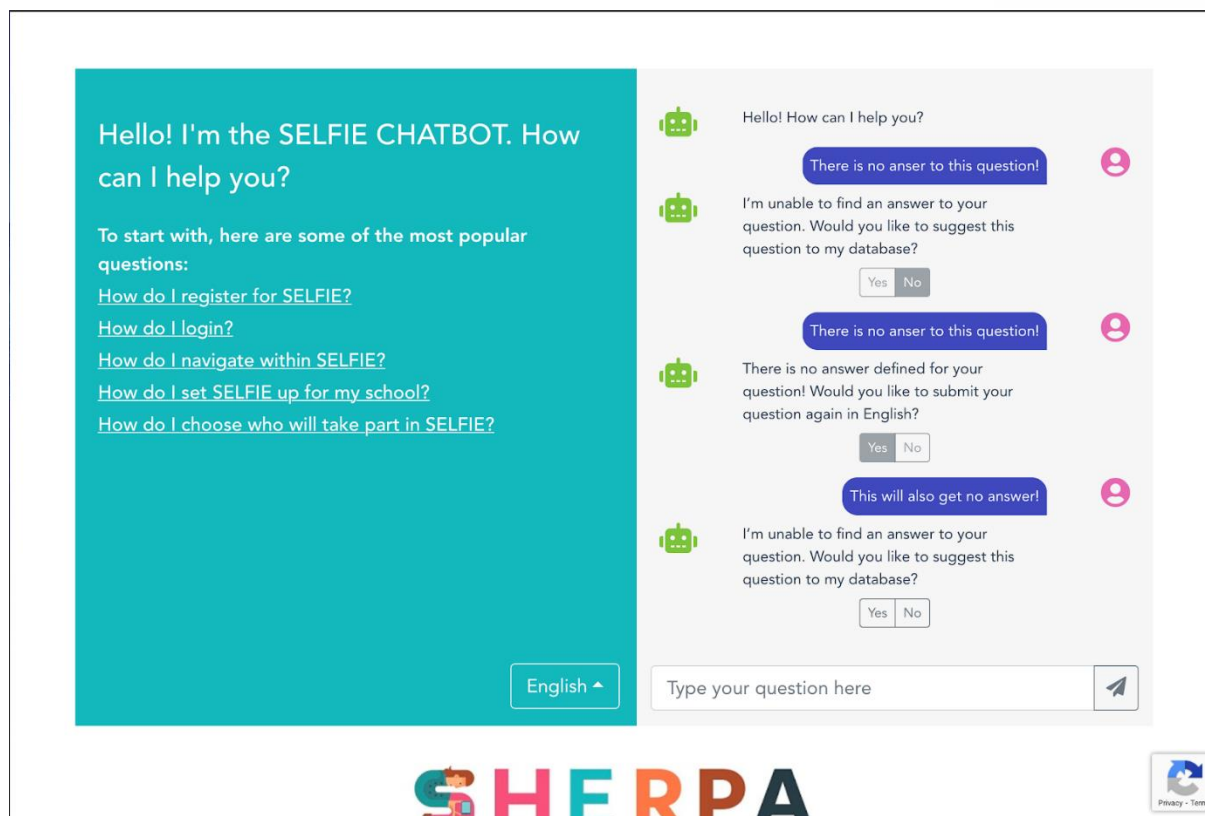 Hello! I'm the SELFIE CHATBOT. How
can I help you?
To start with, here are some of the most popular
questions:
How do I register for SELFIE?
How do I login?
How do I navigate within SELFIE?
How do I set SELFIE up for my school?
How do I choose who will take part in SELFIE?
English
Hello! How can I help you?
There is no anser to this question!
I'm unable to find an answer to your
question. Would you like to suggest this
question to my database?
Yes No
There is no anser to this question!
There is no answer defined for your
question! Would you like to submit your
question again in English?
Yes No
This will also get no answer!
I'm unable to find an answer to your
question. Would you like to suggest this
question to my database?
Yes No
Type your question here
SHERPA
Privacy -